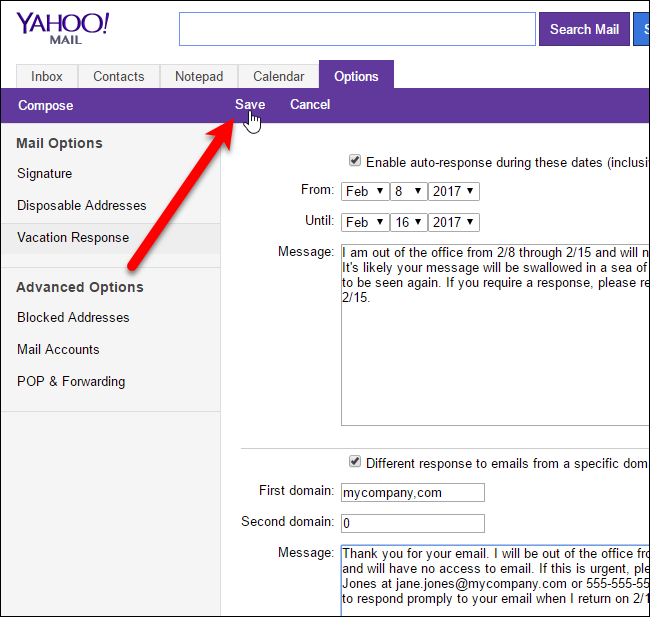 YAHOO!
MAIL
Search Mail
S
Inbox
Contacts
Notepad
Calendar
Options
Compose
Save
Cancel
Mail Options
Signature
Disposable Addresses
Vacation Response
Advanced Options
Blocked Addresses
Mail Accounts
POP & Forwarding
Enable auto-response during these dates (inclusi
From: Feb 8 2017
Until: Feb 16 2017
Message:
I am out of the office from 2/8 through 2/15 and will n
It's likely your message will be swallowed in a sea of
to be seen again. If you require a response, please re
2/15.
Different response to emails from a specific dom
First domain: mycompany,com
Second domain: 0
Message:
Thank you for your email. I will be out of the office fro
and will have no access to email. If this is urgent, ple
Jones at jane.jones@mycompany.com or 555-555-55
to respond promply to your email when I return on 2/1